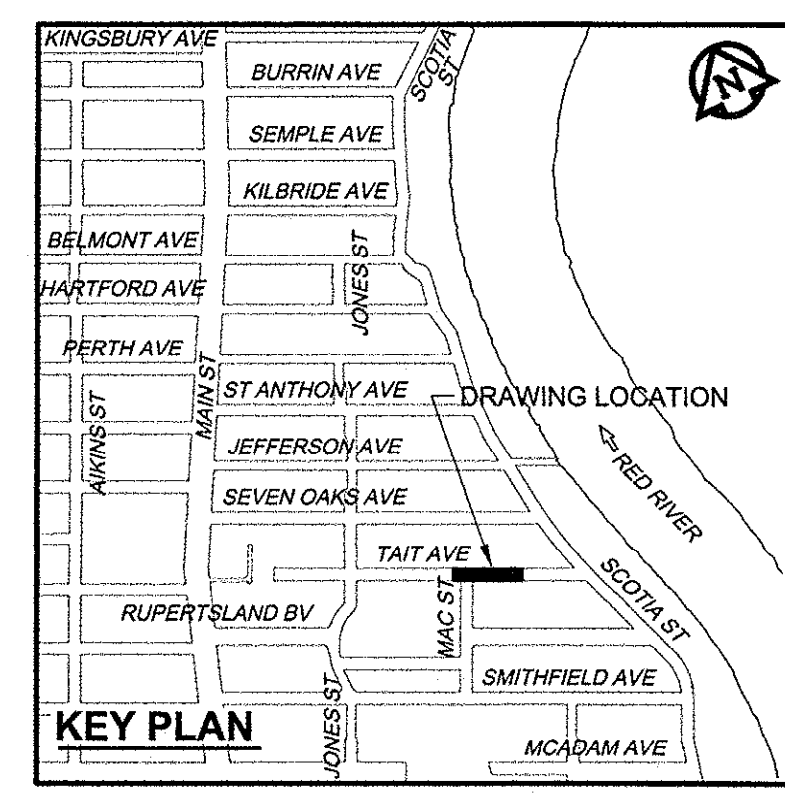 KINGSBURY AVE
SCOTIA
ST
BURRIN AVE
N
SEMPLE AVE
KILBRIDE AVE
BELMONT AVE
JONES ST
HARTFORD AVE
PERTH AVE
MAIN ST
ST ANTHONY AVE
DRAWING LOCATION
AIKINS ST
JEFFERSON AVE
RED RIVER
SEVEN OAKS AVE
TAIT AVE
SCOTIA ST
MAC ST
RUPERTSLAND BV
SMITHFIELD AVE
JONES ST
KEY PLAN
MCADAM AVE